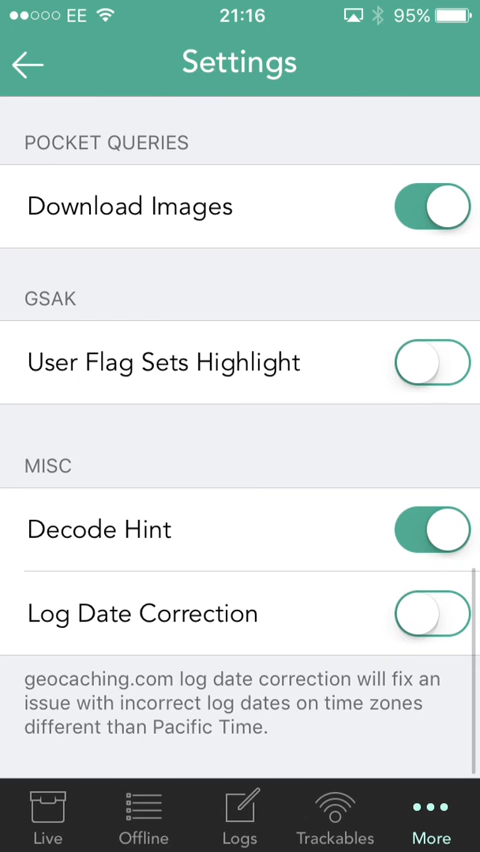 EE 21:16 95%
Settings
POCKET QUERIES
Download Images
GSAK
User Flag Sets Highlight
MISC
Decode Hint
Log Date Correction
geocaching.com log date correction will fix an
issue with incorrect log dates on time zones
different than Pacific Time.
Live Offline Logs Trackables More